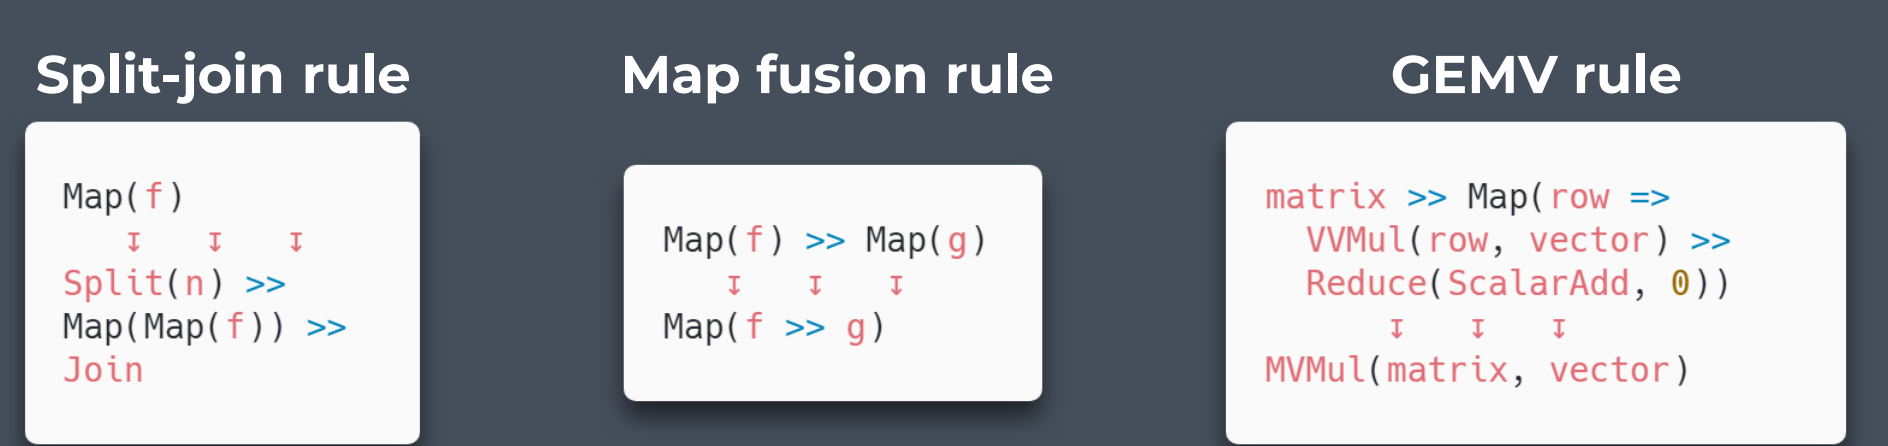 Split-join rule
Map(f)
↧ ↧ ↧
Split(n) >>
Map(Map(f)) >>
Join
Map fusion rule
Map(f) >> Map(g)
↧ ↧ ↧
Map(f >> g)
GEMV rule
matrix >> Map(row =>
VVMul(row, vector) >>
Reduce(ScalarAdd, 0))
↧ ↧ ↧
MVMul(matrix, vector)